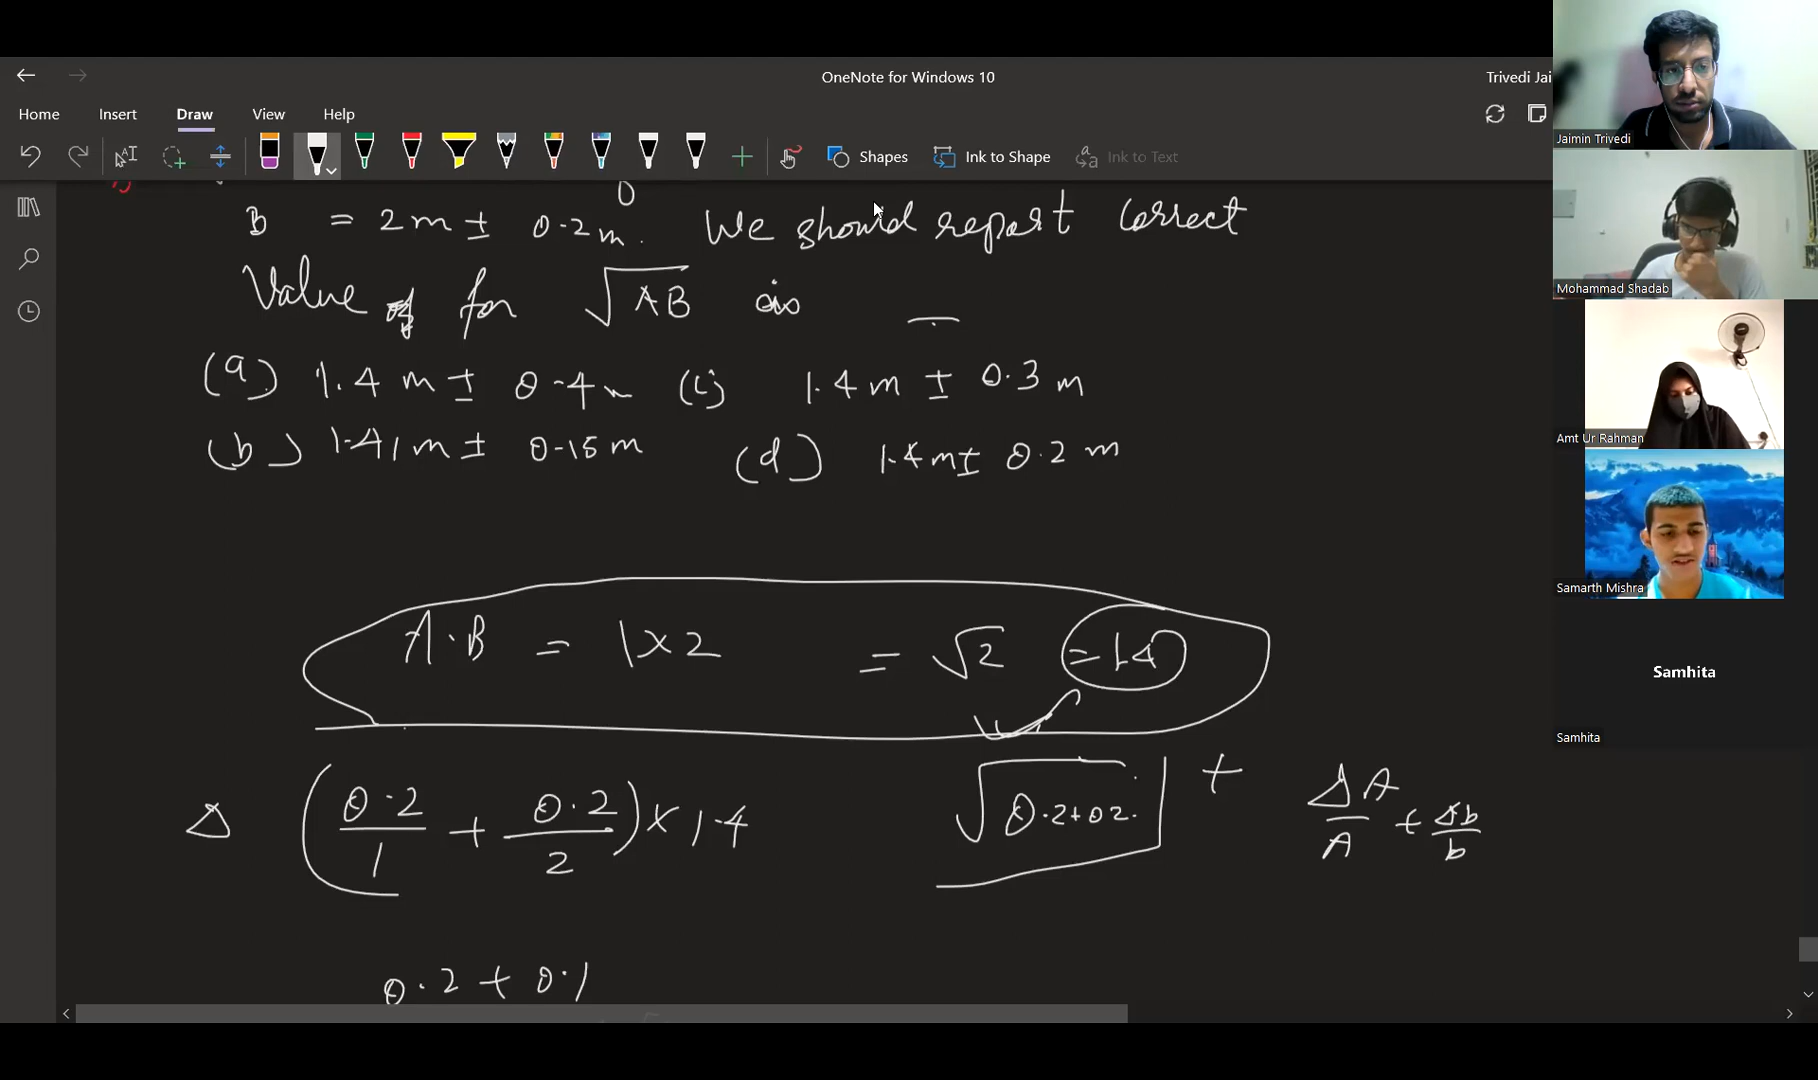 OneNote for Windows 10
Trivedi Jai
Home Insert Draw View Help
Shapes Ink to Shape Ink to Text
B = 2m ± 0.2m. We should report correct
Value of for √AB is
(a) 1.4 m ± 0.4 m (c) 1.4 m ± 0.3 m
(b) 1.41 m ± 0.15 m (d) 1.4 m ± 0.2 m
A.B = 1 x 2 = √2 = 1.4
Δ (0.2/1 + 0.2/2) x 1.4 √0.2+0.2 + ΔA/A + Δb/b
0.2 + 0.1
Jaimin Trivedi
Mohammad Shadab
Amt Ur Rahman
Samarth Mishra
Samhita
Samhita